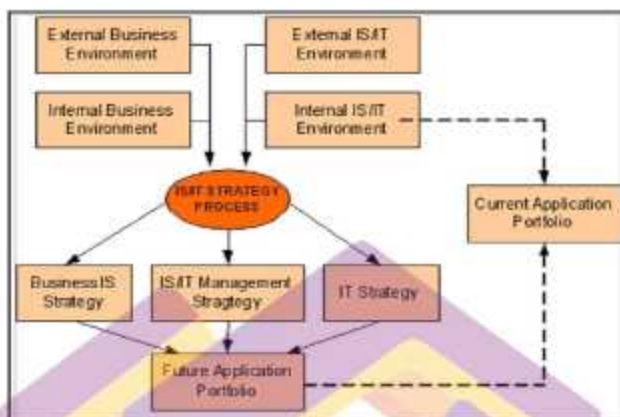 External Business
Environment
External IS/IT
Environment
Internal Business
Environment
Internal IS/IT
Environment
IS/IT STRATEGY
PROCESS
Current Application
Portfolio
Business IS
Strategy
IS/IT Management
Stragtegy
IT Strategy
Future Application
Portfolio